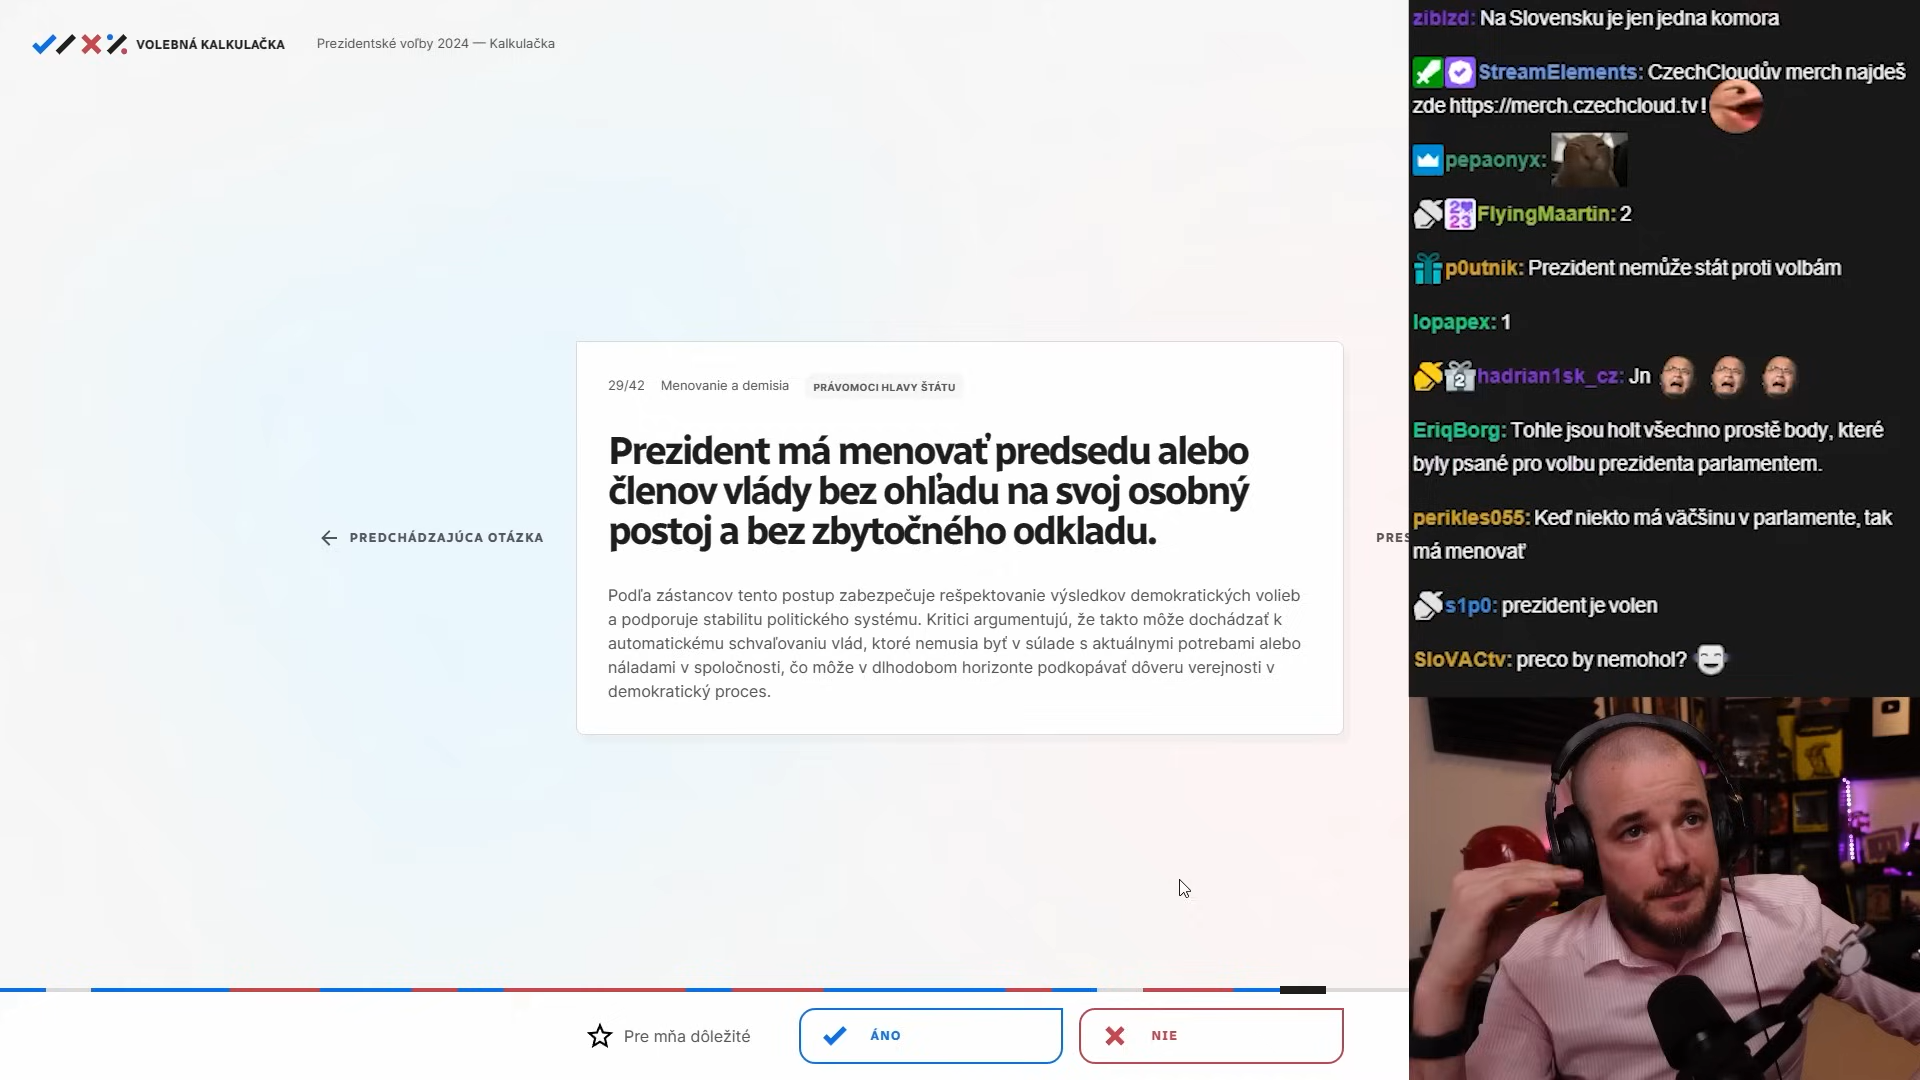 VOLEBNÁ KALKULAČKA
Prezidentské voľby 2024 — Kalkulačka
PREDCHÁDZAJÚCA OTÁZKA
29/42 Menovanie a demisia PRÁVOMOCI HLAVY ŠTÁTU
Prezident má menovať predsedu alebo
členov vlády bez ohľadu na svoj osobný
postoj a bez zbytočného odkladu.
Podľa zástancov tento postup zabezpečuje rešpektovanie výsledkov demokratických volieb
a podporuje stabilitu politického systému. Kritici argumentujú, že takto môže dochádzať k
automatickému schvaľovaniu vlád, ktoré nemusia byť v súlade s aktuálnymi potrebami alebo
náladami v spoločnosti, čo môže v dlhodobom horizonte podkopávať dôveru verejnosti v
demokratický proces.
PRES
Pre mňa dôležité
ÁNO
NIE
ziblzd: Na Slovensku je jen jedna komora
StreamElements: CzechCloudův merch najdeš
zde https://merch.czechcloud.tv !
pepaonyx:
FlyingMaartin: 2
p0utnik: Prezident nemůže stát proti volbám
lopapex: 1
hadrian1sk_cz: Jn
EriqBorg: Tohle jsou holt všechno prostě body, které
byly psané pro volbu prezidenta parlamentem.
perikles055: Keď niekto má väčšinu v parlamente, tak
má menovať
s1p0: prezident je volen
SloVACtv: preco by nemohol?